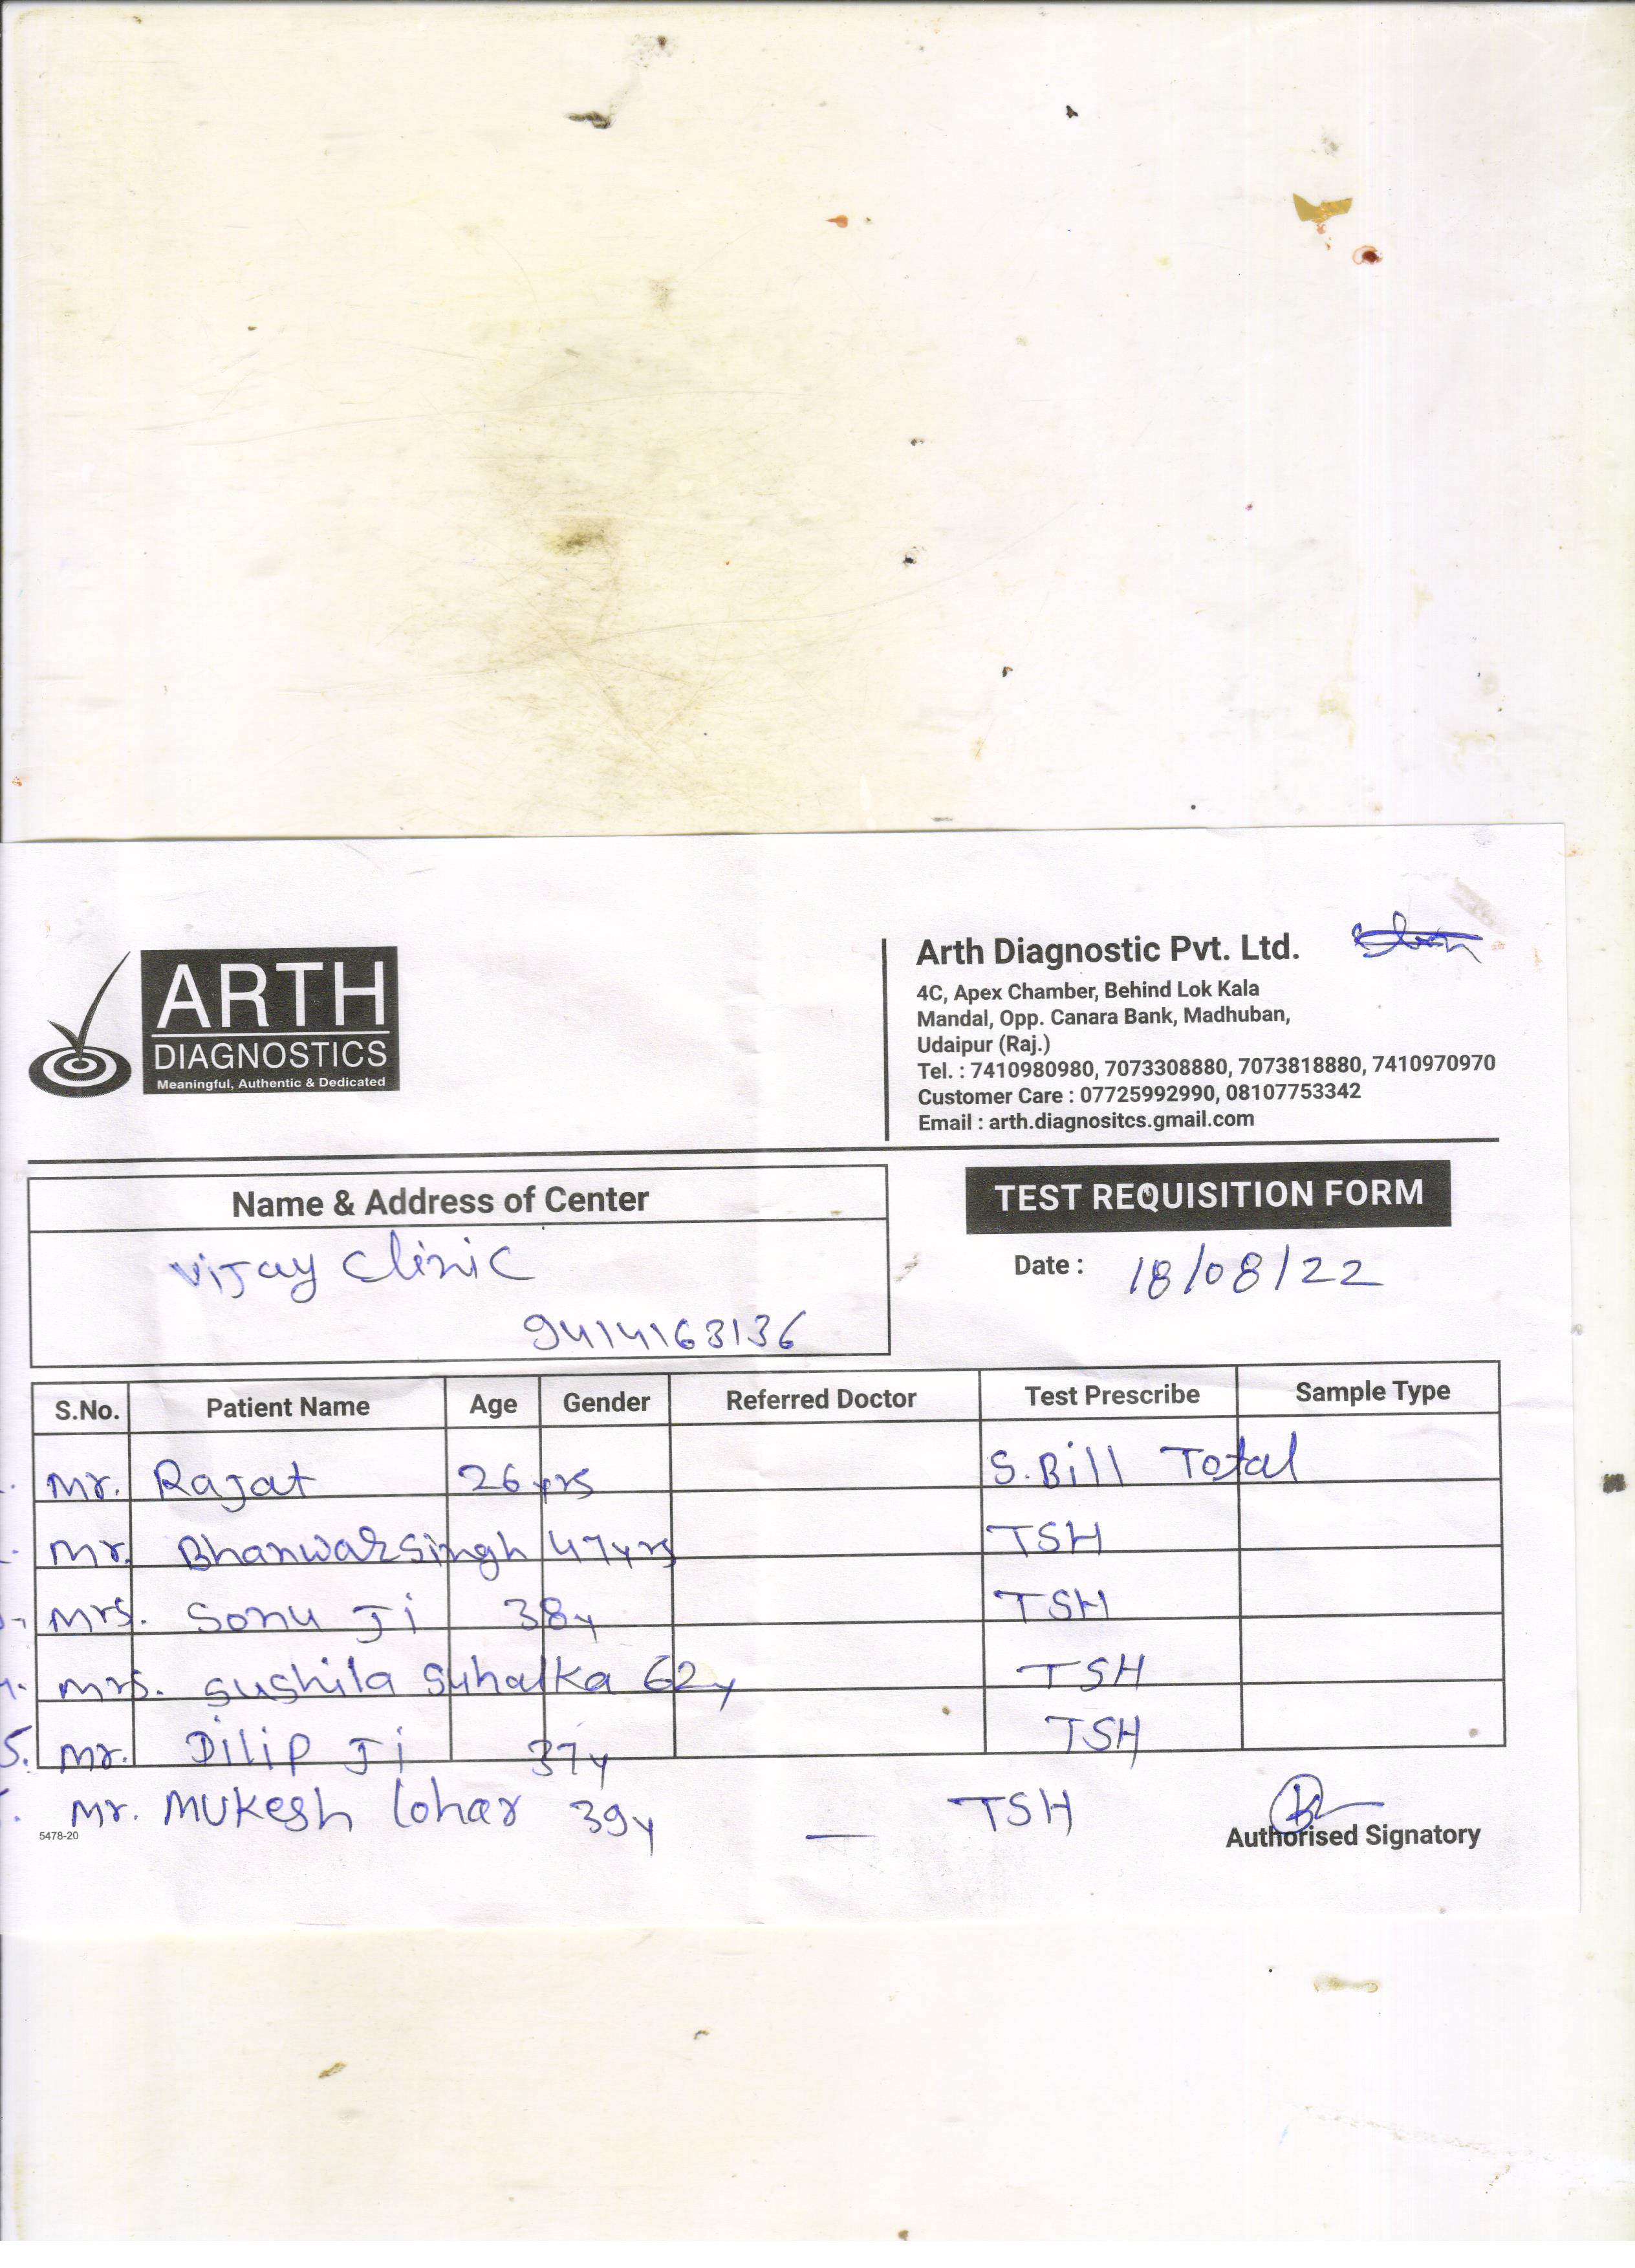 ARTH
DIAGNOSTICS
Meaningful, Authentic & Dedicated
Arth Diagnostic Pvt. Ltd.
4C, Apex Chamber, Behind Lok Kala
Mandal, Opp. Canara Bank, Madhuban,
Udaipur (Raj.)
Tel. : 7410980980, 7073308880, 7073818880, 7410970970
Customer Care : 07725992990, 08107753342
Email : arth.diagnositcs.gmail.com
Name & Address of Center
Vijay Clinic
9414163136
TEST REQUISITION FORM
Date : 18/08/22
S.No. Patient Name Age Gender Referred Doctor Test Prescribe Sample Type
Mr. Rajat 26 yrs S.Bill Total
Mr. Bhanwarsingh 47yrs TSH
Mrs. Sonu Ji 38y TSH
Mrs. Sushila Suhalka 62y TSH
5. Mr. Dilip Ji 37y TSH
Mr. Mukesh Lohar 39y — TSH
5478-20
Authorised Signatory